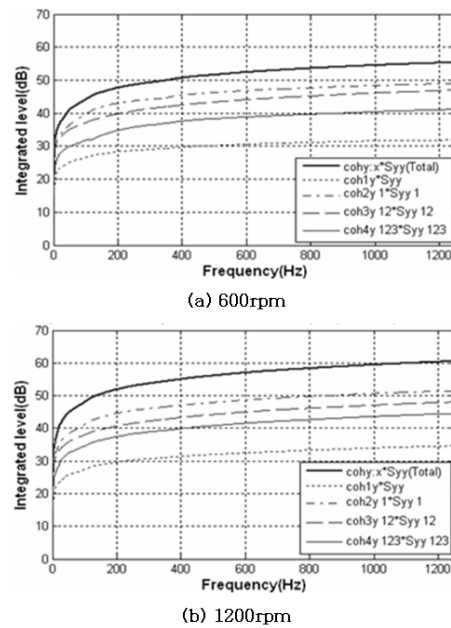 70
60
50
40
30
20
10
0
Integrated level(dB)
cohy:x*Syy(Total)
coh1y*Syy
coh2y 1*Syy 1
coh3y 12*Syy 12
coh4y 123*Syy 123
0 200 400 600 800 1000 1200
Frequency(Hz)
(a) 600rpm
70
60
50
40
30
20
10
0
Integrated level(dB)
cohy:x*Syy(Total)
coh1y*Syy
coh2y 1*Syy 1
coh3y 12*Syy 12
coh4y 123*Syy 123
0 200 400 600 800 1000 1200
Frequency(Hz)
(b) 1200rpm